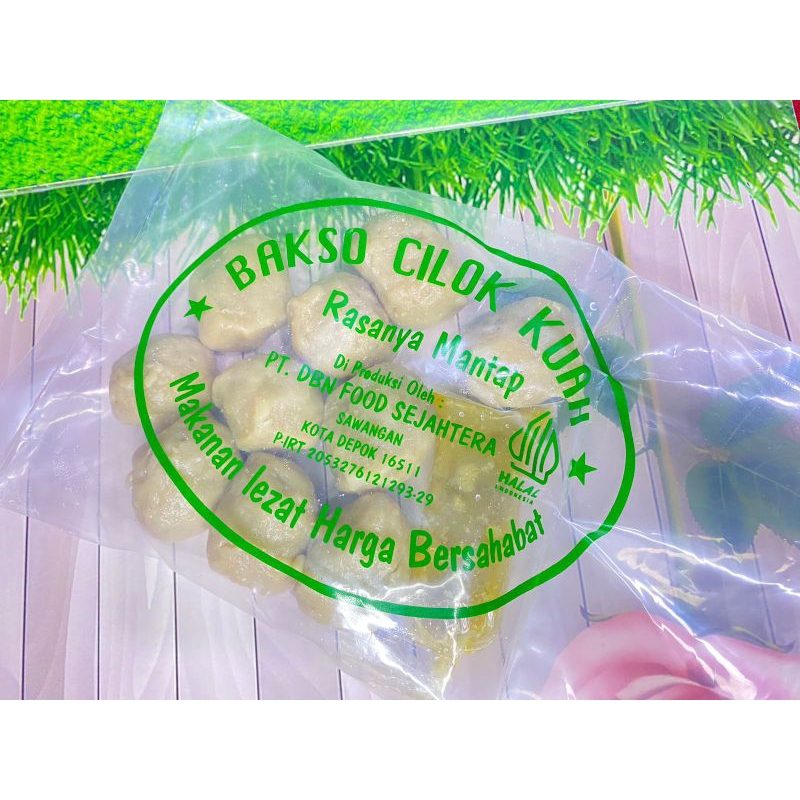 BAKSO CILOK KUAH
Rasanya Mantap
Di Produksi Oleh :
PT. DBN FOOD SEJAHTERA
SAWANGAN
KOTA DEPOK 16511
P-IRT 2053276121293-29
HALAL
INDONESIA
Makanan lezat Harga Bersahabat